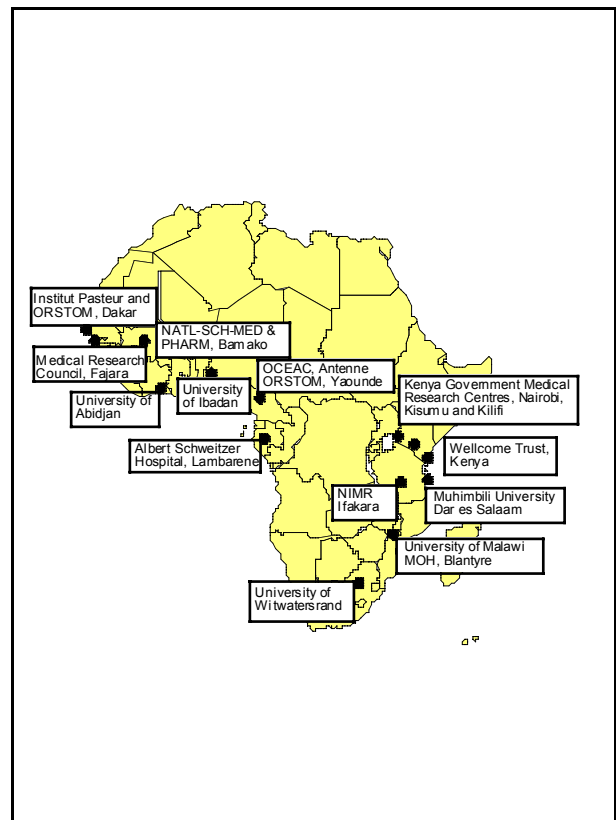 Institut Pasteur and
ORSTOM, Dakar
NATL-SCH-MED &
PHARM, Bamako
Medical Research
Council, Fajara
University of
Abidjan
University
of Ibadan
OCEAC, Antenne
ORSTOM, Yaounde
Kenya Government Medical
Research Centres, Nairobi,
Kisumu and Kilifi
Albert Schweitzer
Hospital, Lambarene
Wellcome Trust,
Kenya
NIMR
Ifakara
Muhimbili University
Dar es Salaam
University of Malawi
MOH, Blantyre
University of
Witwatersrand